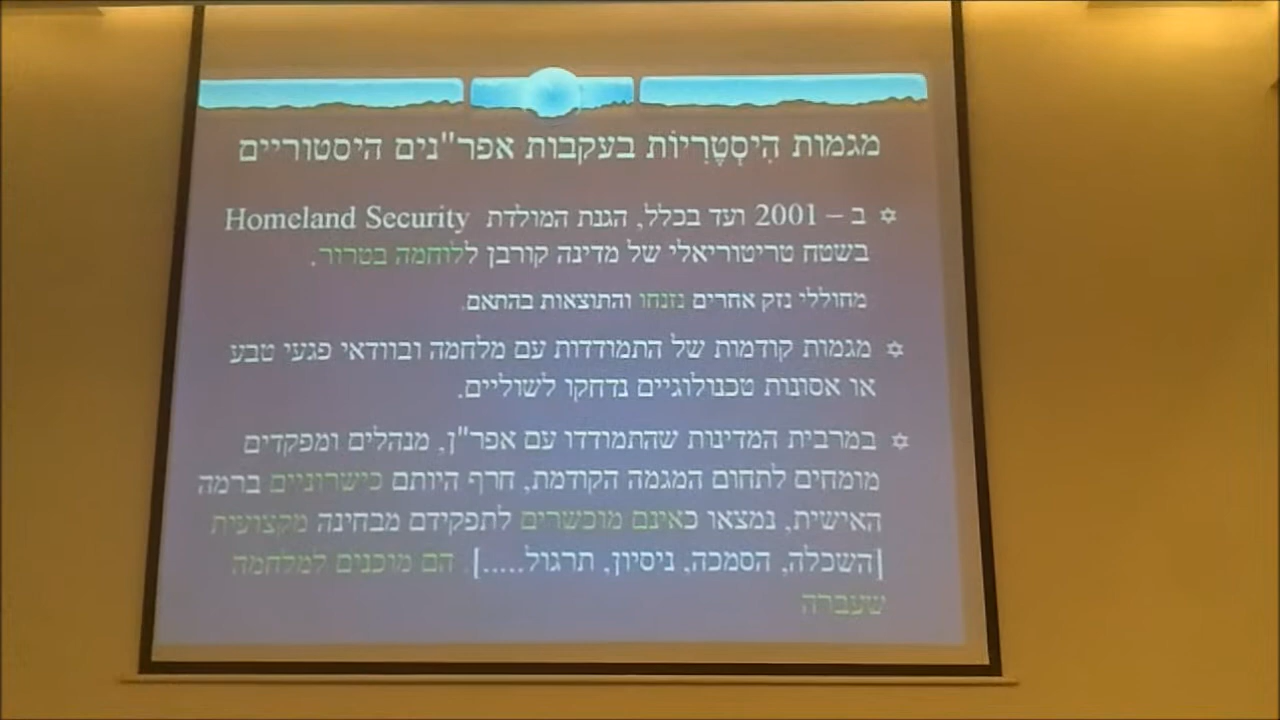 מגמות הִיסְטֶרִיוֹת בעקבות אפר"נים היסטוריים
ב – 2001 ועד בכלל, הגנת המולדת Homeland Security
בשטח טריטוריאלי של מדינה קורבן ללוחמה בטרור.
מחוללי נזק אחרים נזנחו והתוצאות בהתאם.
מגמות קודמות של התמודדות עם מלחמה ובוודאי פגעי טבע
או אסונות טכנולוגיים נדחקו לשוליים.
במרבית המדינות שהתמודדו עם אפר"ן, מנהלים ומפקדים
מומחים לתחום המגמה הקודמת, חרף היותם כישרוניים ברמה
האישית, נמצאו כאינם מוכשרים לתפקידם מבחינה מקצועית
[השכלה, הסמכה, ניסיון, תרגול.....]. הם מוכנים למלחמה
שעברה